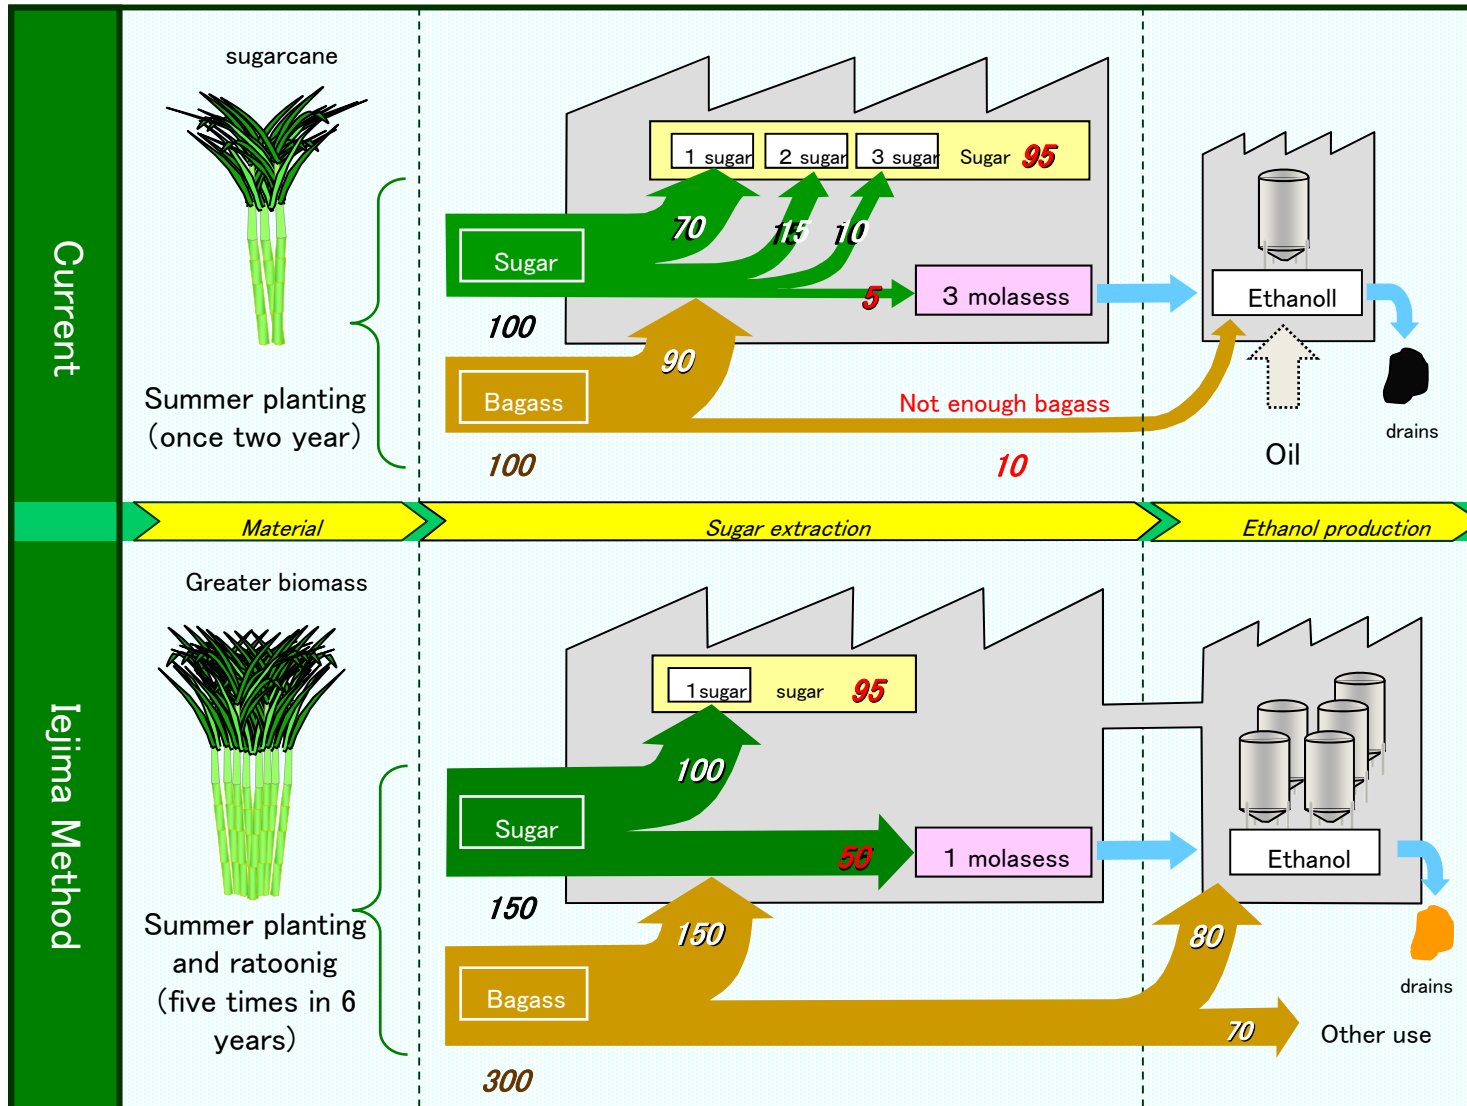 Current
sugarcane
Summer planting
(once two year)
1 sugar
2 sugar
3 sugar
Sugar 95
70
15
10
Sugar
100
5
3 molasess
90
Bagass
100
Not enough bagass
10
Ethanoll
Oil
drains
Material
Sugar extraction
Ethanol production
Iejima Method
Greater biomass
Summer planting
and ratoonig
(five times in 6
years)
1 sugar
sugar 95
100
Sugar
150
50
1 molasess
150
Bagass
300
80
70
Other use
Ethanol
drains